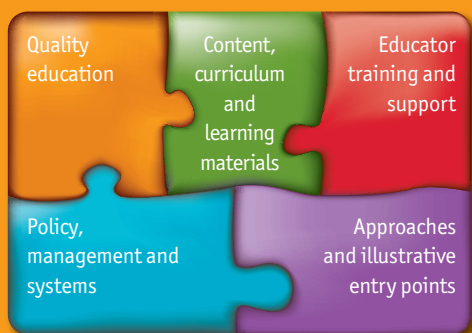 Quality
education
Content,
curriculum
and
learning
materials
Educator
training and
support
Policy,
management and
systems
Approaches
and illustrative
entry points